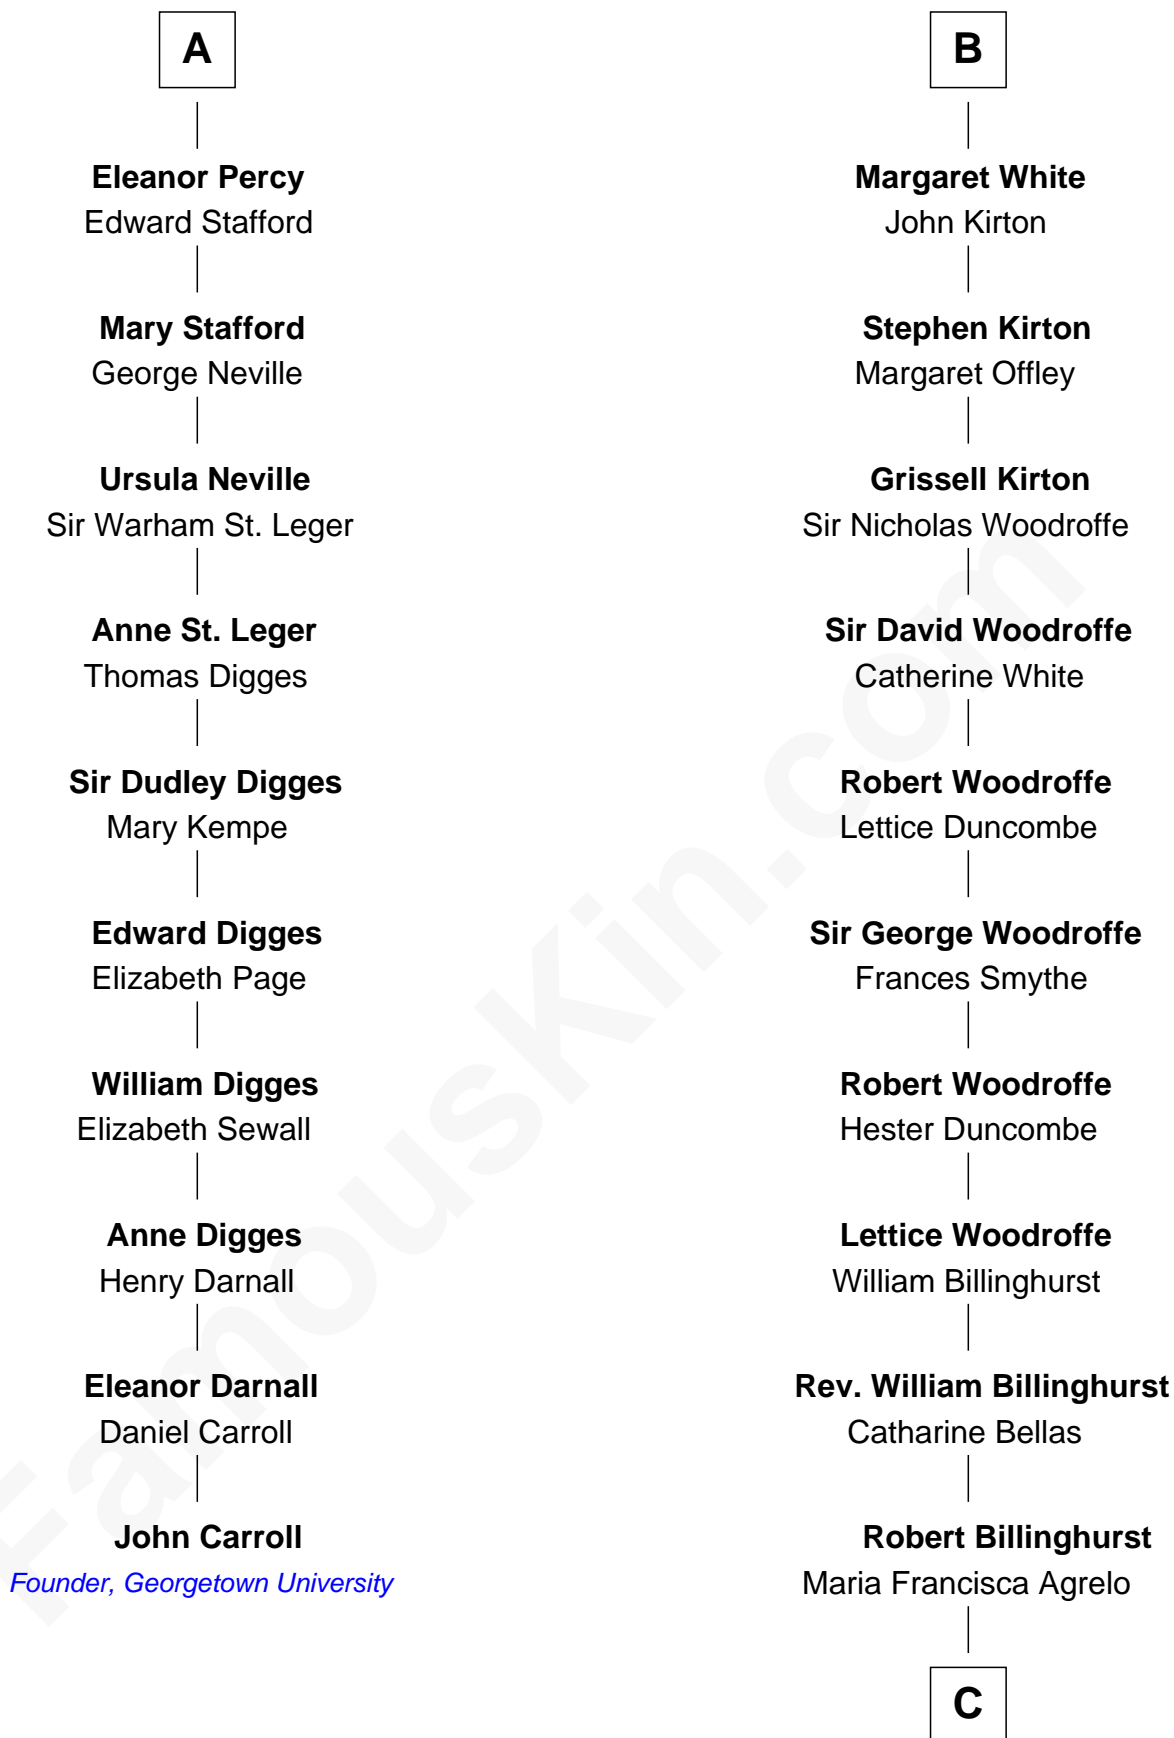 A
Eleanor Percy
Edward Stafford
Mary Stafford
George Neville
Ursula Neville
Sir Warham St. Leger
Anne St. Leger
Thomas Digges
Sir Dudley Digges
Mary Kempe
Edward Digges
Elizabeth Page
William Digges
Elizabeth Sewall
Anne Digges
Henry Darnall
Eleanor Darnall
Daniel Carroll
John Carroll
Founder, Georgetown University
B
Margaret White
John Kirton
Stephen Kirton
Margaret Offley
Grissell Kirton
Sir Nicholas Woodroffe
Sir David Woodroffe
Catherine White
Robert Woodroffe
Lettice Duncombe
Sir George Woodroffe
Frances Smythe
Robert Woodroffe
Hester Duncombe
Lettice Woodroffe
William Billinghurst
Rev. William Billinghurst
Catharine Bellas
Robert Billinghurst
Maria Francisca Agrelo
C
FamousKin.com